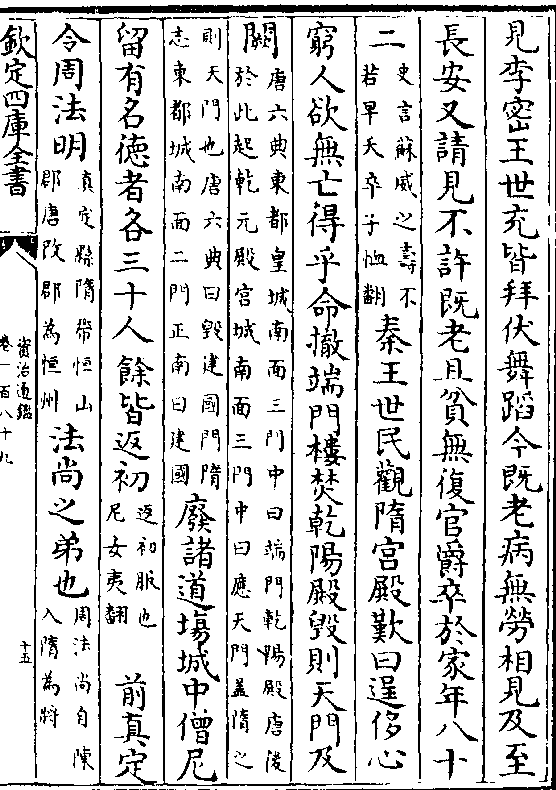 見李密王世充皆拜伏舞蹈今既老病無勞相見及至
長安又請見不許既老且貧無復官爵卒於家年八十
二史言蘇威之壽不
若早夭卒子恤翻
秦王世民觀隋宮殿歎曰逞侈心
窮人欲無亡得乎命撤端門樓焚乾陽殿毀則天門及
闕唐六典東都皇城南面三門中曰端門乾陽殿唐後
於此起乾元殿宮城南面三門中曰應天門盖隋之
則天門也唐六典曰毀建國門隋
志東都城南面二門正南曰建國
廢諸道塲城中僧尼
留有名德者各三十人餘皆返初返初服也
尼女夷翻
前真定
令周法明真定縣隋帶恒山
郡唐改郡為恒州
法尚之弟也周法尚自陳
入隋為將
欽定四庫全書
資治通鑑
卷一百八十九
十五